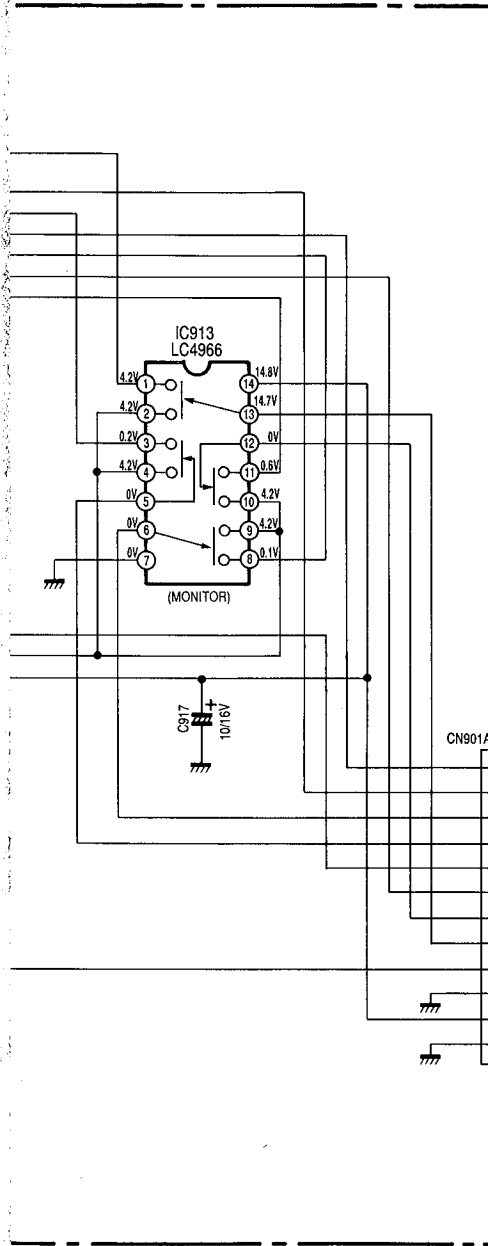 IC913
LC4966
4.2V 1 14 14.8V
4.2V 2 13 14.7V
0.2V 3 12 0V
4.2V 4 11 0.6V
0V 5 10 4.2V
0V 6 9 4.2V
0V 7 8 0.1V
(MONITOR)
C917
+
10/16V
CN901A